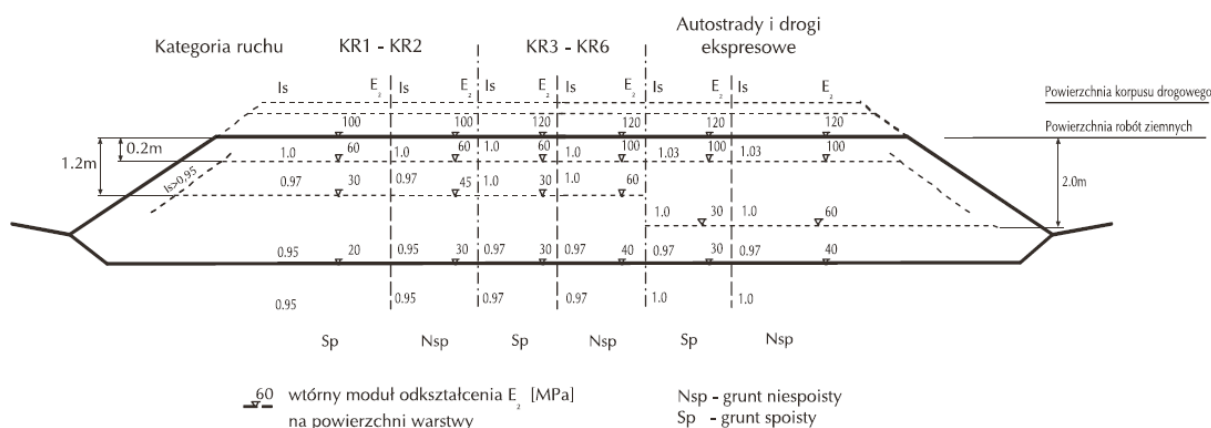 Autostrady i drogi
Kategoria ruchu KR1 - KR2 KR3 - KR6 ekspresowe
Is E₂ Is E₂ Is E₂ Is E₂ Is E₂ Is E₂
Powierzchnia korpusu drogowego
100 100 120 120 120 120
Powierzchnia robót ziemnych
0.2m 1.0 60 1.0 60 1.0 60 1.0 100 1.03 100 1.03 100
1.2m Is>0,95 0.97 30 0.97 45 1.0 30 1.0 60
2.0m
1.0 30 1.0 60
0.95 20 0.95 30 0.97 30 0.97 40 0.97 30 0.97 40
0.95 0.95 0.97 0.97 1.0 1.0
Sp Nsp Sp Nsp Sp Nsp
60 wtórny moduł odkształcenia E₂ [MPa]
na powierzchni warstwy
Nsp - grunt niespoisty
Sp - grunt spoisty